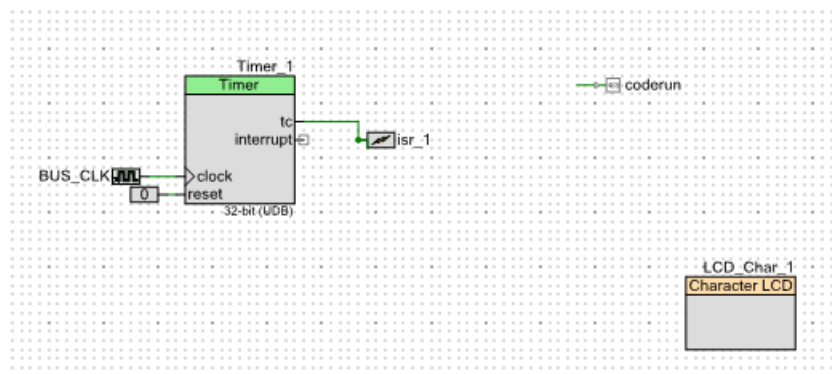 Timer_1
Timer
tc
interrupt
isr_1
BUS_CLK
clock
0
reset
32-bit (UDB)
coderun
LCD_Char_1
Character LCD